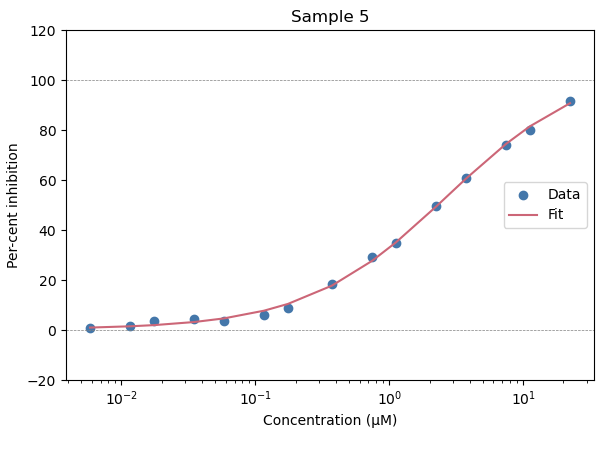 Sample 5
120
100
80
60
40
20
0
−20
Per-cent inhibition
Data
Fit
10⁻²
10⁻¹
10⁰
10¹
Concentration (µM)